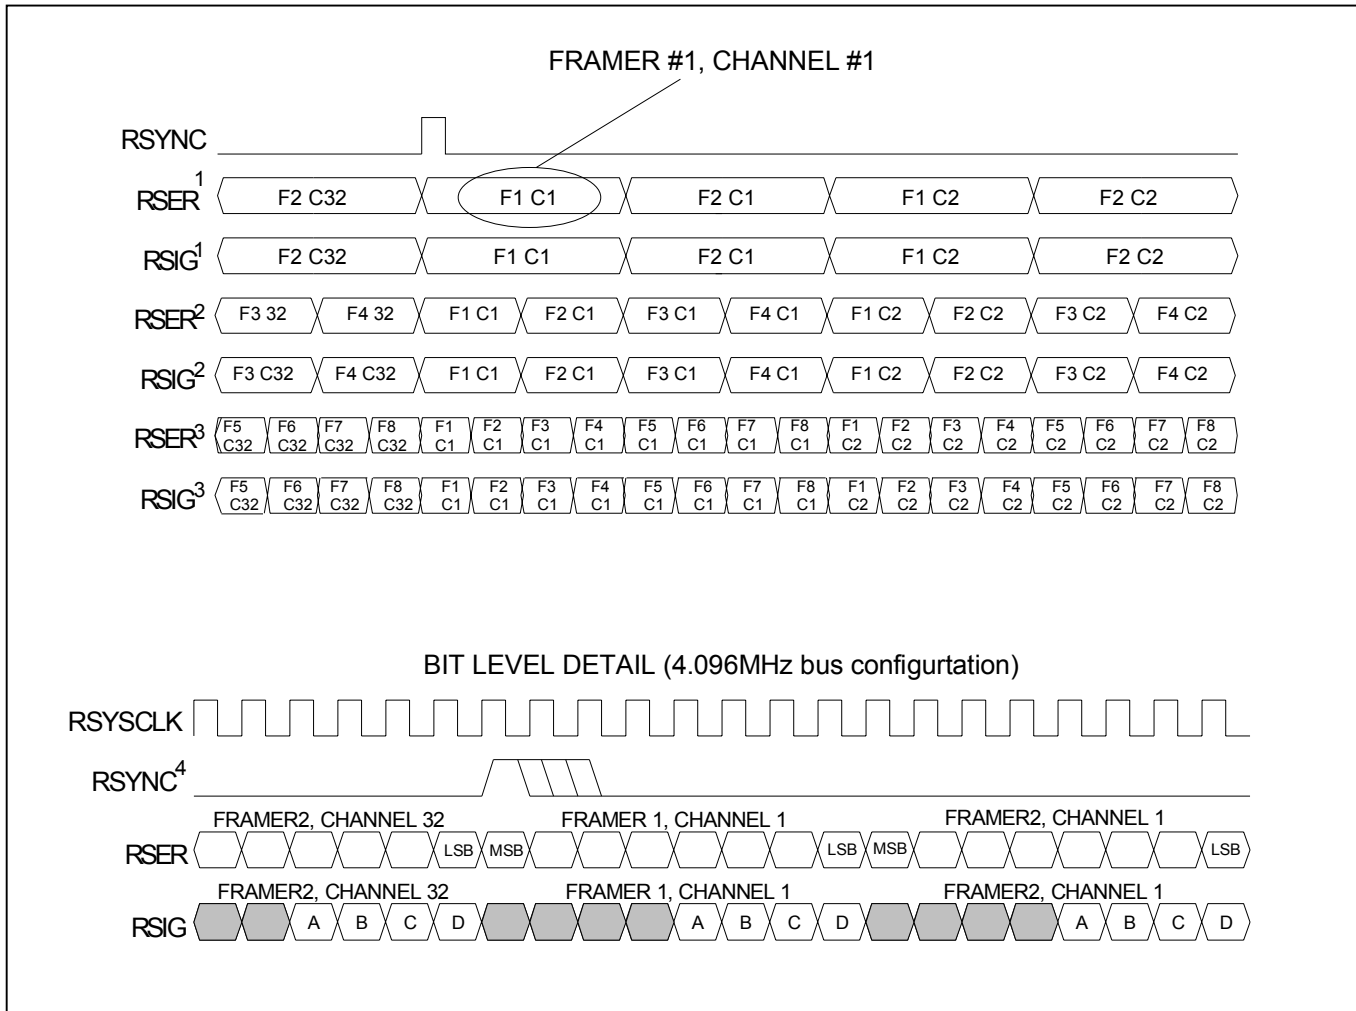 FRAMER #1, CHANNEL #1
RSYNC
RSER1 F2 C32 F1 C1 F2 C1 F1 C2 F2 C2
RSIG1 F2 C32 F1 C1 F2 C1 F1 C2 F2 C2
RSER2 F3 32 F4 32 F1 C1 F2 C1 F3 C1 F4 C1 F1 C2 F2 C2 F3 C2 F4 C2
RSIG2 F3 C32 F4 C32 F1 C1 F2 C1 F3 C1 F4 C1 F1 C2 F2 C2 F3 C2 F4 C2
F5 F6 F7 F8 F1 F2 F3 F4 F5 F6 F7 F8 F1 F2 F3 F4 F5 F6 F7 F8
RSER3 C32 C32 C32 C32 C1 C1 C1 C1 C1 C1 C1 C1 C2 C2 C2 C2 C2 C2 C2 C2
F5 F6 F7 F8 F1 F2 F3 F4 F5 F6 F7 F8 F1 F2 F3 F4 F5 F6 F7 F8
RSIG3 C32 C32 C32 C32 C1 C1 C1 C1 C1 C1 C1 C1 C2 C2 C2 C2 C2 C2 C2 C2
BIT LEVEL DETAIL (4.096MHz bus configurtation)
RSYSCLK
RSYNC4
FRAMER2, CHANNEL 32 FRAMER 1, CHANNEL 1 FRAMER2, CHANNEL 1
RSER LSB MSB LSB MSB LSB
FRAMER2, CHANNEL 32 FRAMER 1, CHANNEL 1 FRAMER2, CHANNEL 1
RSIG A B C D A B C D A B C D